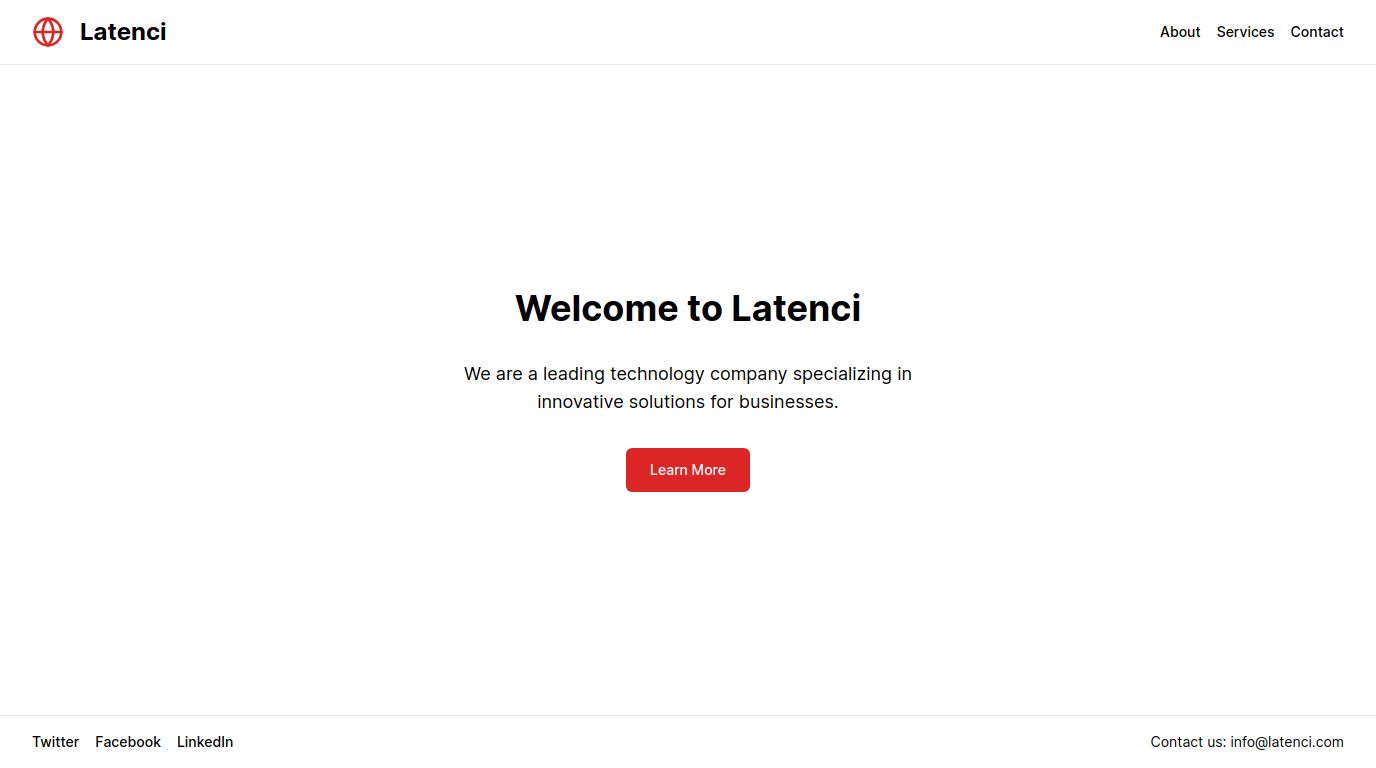 Latenci
About Services Contact
Welcome to Latenci
We are a leading technology company specializing in
innovative solutions for businesses.
Learn More
Twitter Facebook LinkedIn
Contact us: info@latenci.com